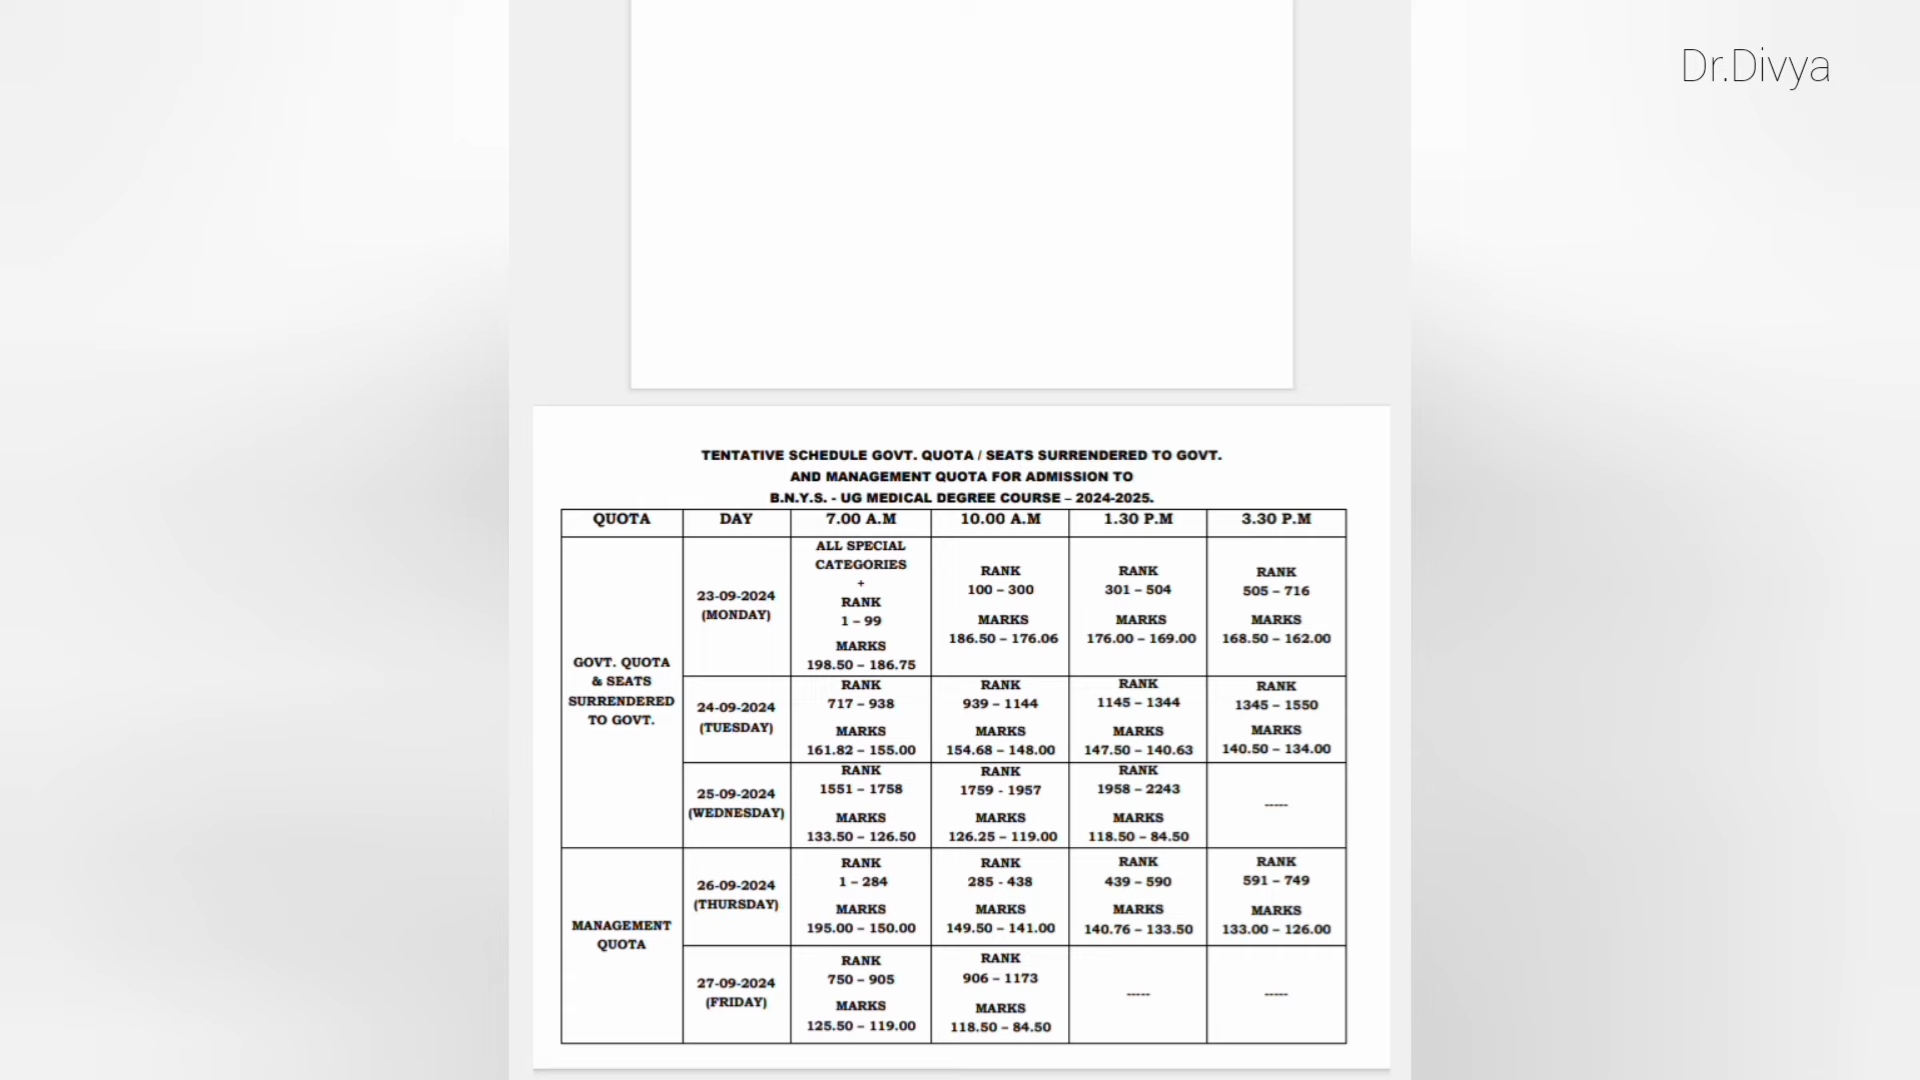 Dr.Divya
TENTATIVE SCHEDULE GOVT. QUOTA / SEATS SURRENDERED TO GOVT.
AND MANAGEMENT QUOTA FOR ADMISSION TO
B.N.Y.S. - UG MEDICAL DEGREE COURSE – 2024-2025.
QUOTA DAY 7.00 A.M 10.00 A.M 1.30 P.M 3.30 P.M
GOVT. QUOTA
& SEATS
SURRENDERED
TO GOVT.
23-09-2024
(MONDAY)
ALL SPECIAL
CATEGORIES
+
RANK
1 – 99
MARKS
198.50 – 186.75
RANK
100 – 300
MARKS
186.50 – 176.06
RANK
301 – 504
MARKS
176.00 – 169.00
RANK
505 – 716
MARKS
168.50 – 162.00
24-09-2024
(TUESDAY)
RANK
717 – 938
MARKS
161.82 – 155.00
RANK
939 – 1144
MARKS
154.68 – 148.00
RANK
1145 – 1344
MARKS
147.50 – 140.63
RANK
1345 – 1550
MARKS
140.50 – 134.00
25-09-2024
(WEDNESDAY)
RANK
1551 – 1758
MARKS
133.50 – 126.50
RANK
1759 - 1957
MARKS
126.25 – 119.00
RANK
1958 – 2243
MARKS
118.50 – 84.50
-----
MANAGEMENT
QUOTA
26-09-2024
(THURSDAY)
RANK
1 – 284
MARKS
195.00 – 150.00
RANK
285 - 438
MARKS
149.50 – 141.00
RANK
439 – 590
MARKS
140.76 – 133.50
RANK
591 – 749
MARKS
133.00 – 126.00
27-09-2024
(FRIDAY)
RANK
750 – 905
MARKS
125.50 – 119.00
RANK
906 – 1173
MARKS
118.50 – 84.50
-----
-----